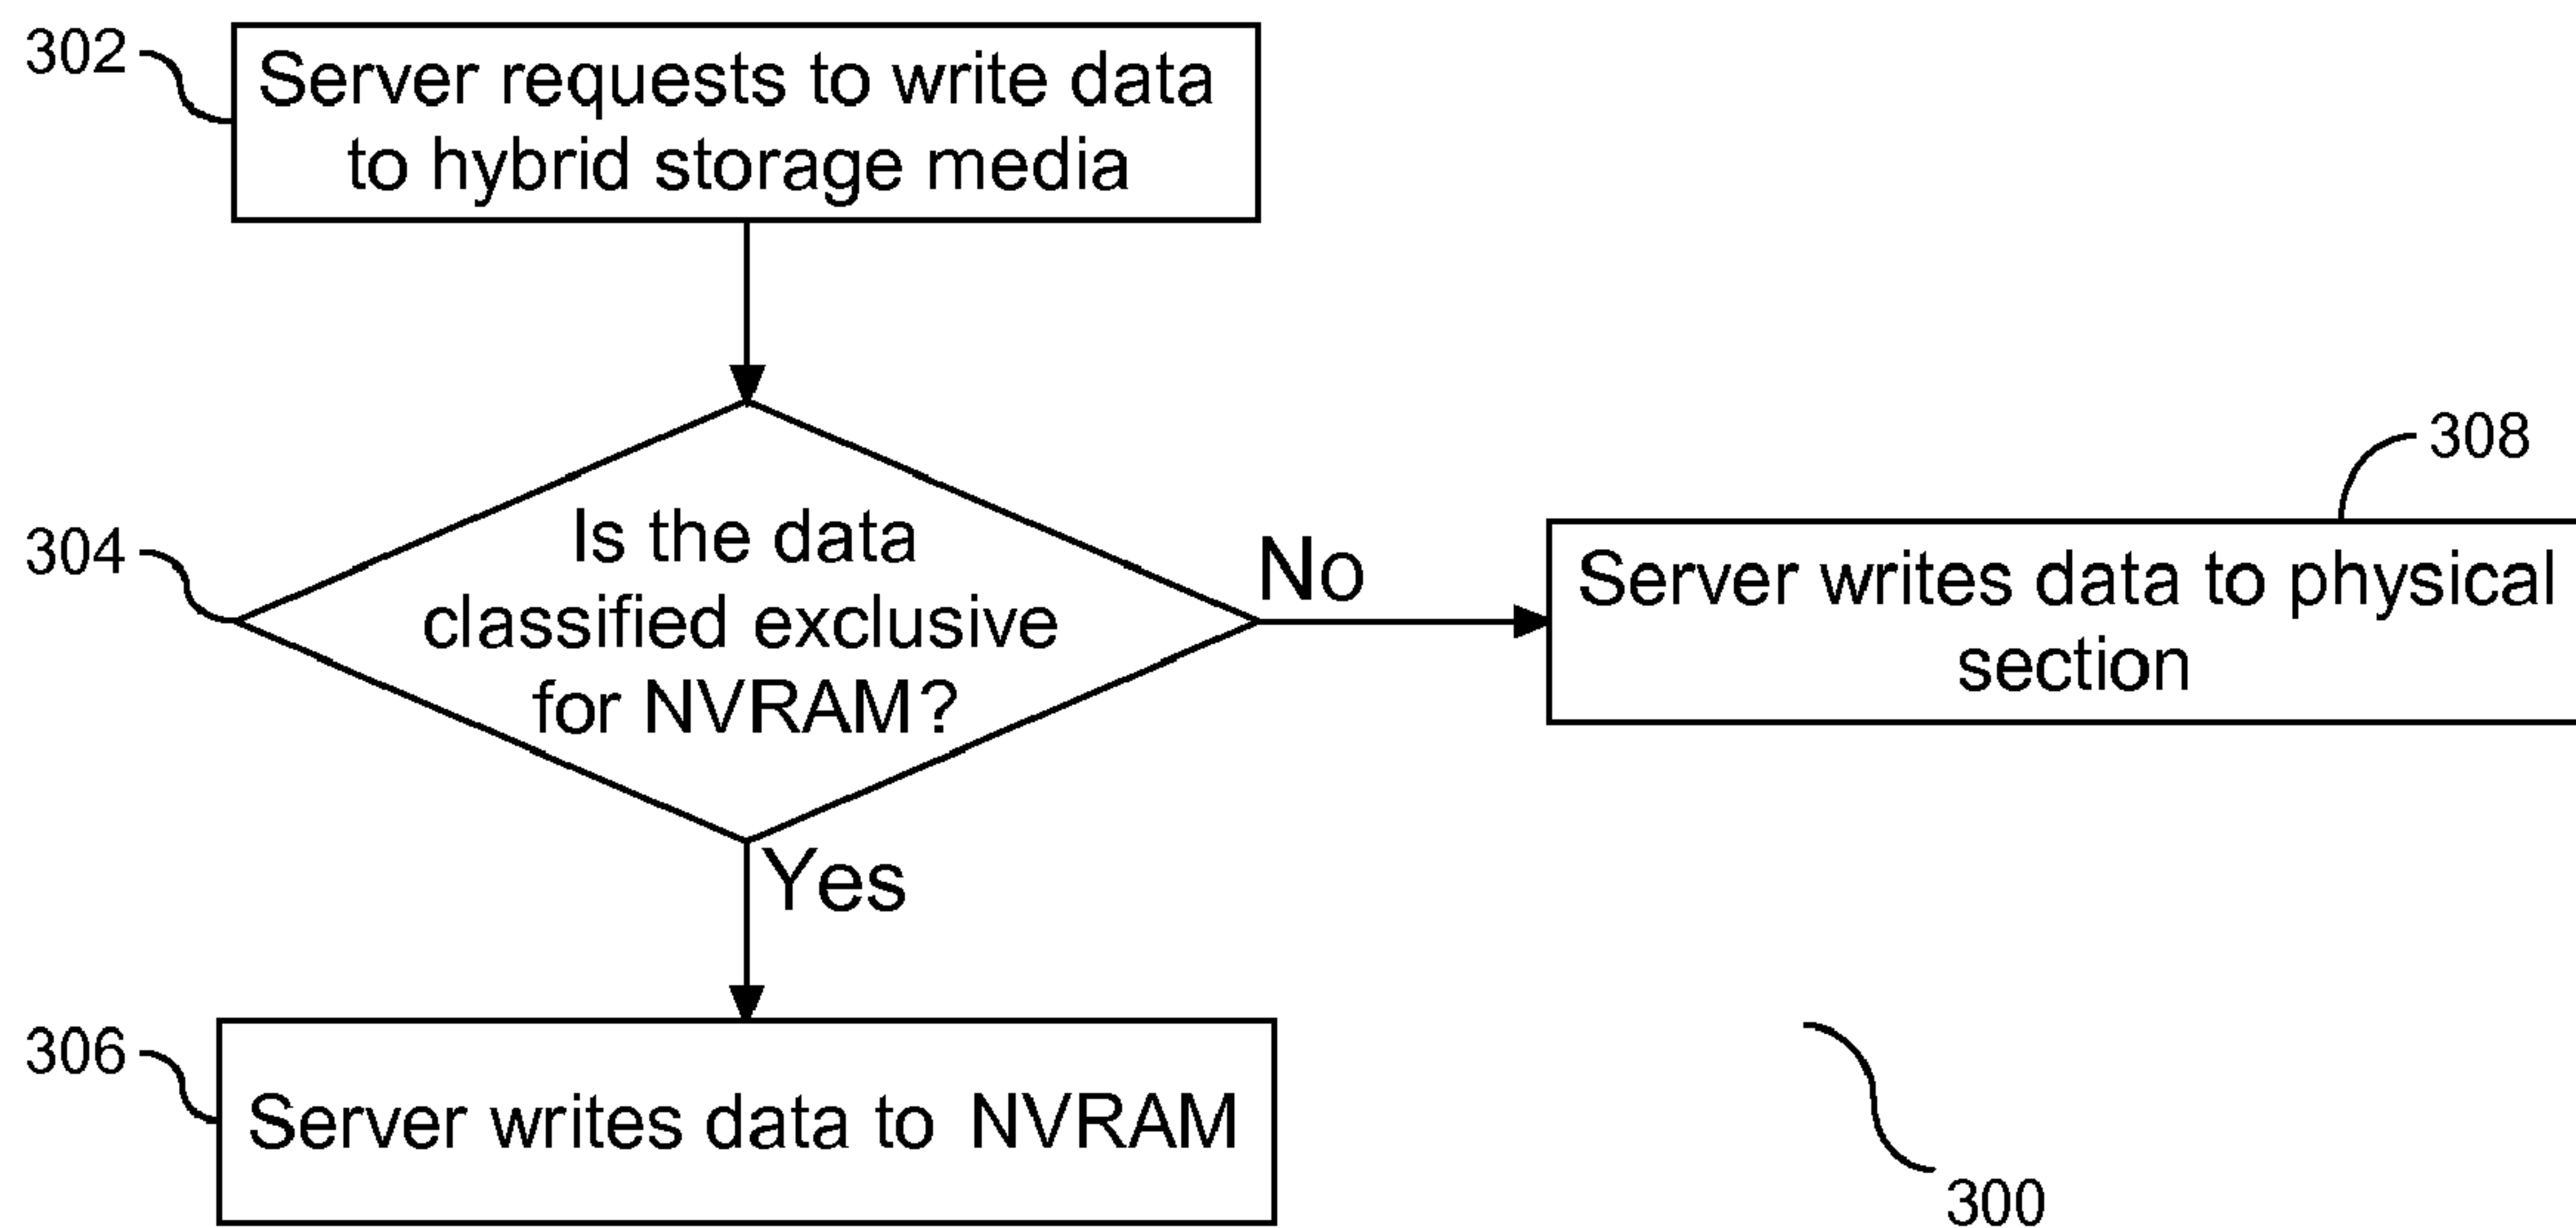 302
Server requests to write data
to hybrid storage media
304
Is the data
classified exclusive
for NVRAM?
No
308
Server writes data to physical
section
Yes
306
Server writes data to NVRAM
300